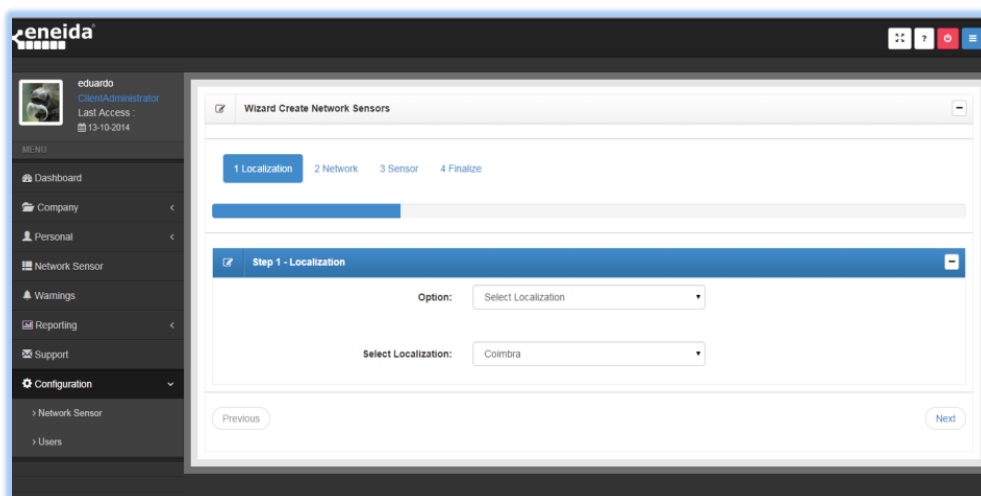 eneida
?
eduardo
ClientAdministrator
Last Access :
13-10-2014
MENU
Dashboard
Company
Personal
Network Sensor
Warnings
Reporting
Support
Configuration
> Network Sensor
> Users
Wizard Create Network Sensors
1 Localization 2 Network 3 Sensor 4 Finalize
Step 1 - Localization
Option: Select Localization
Select Localization: Coimbra
Previous Next